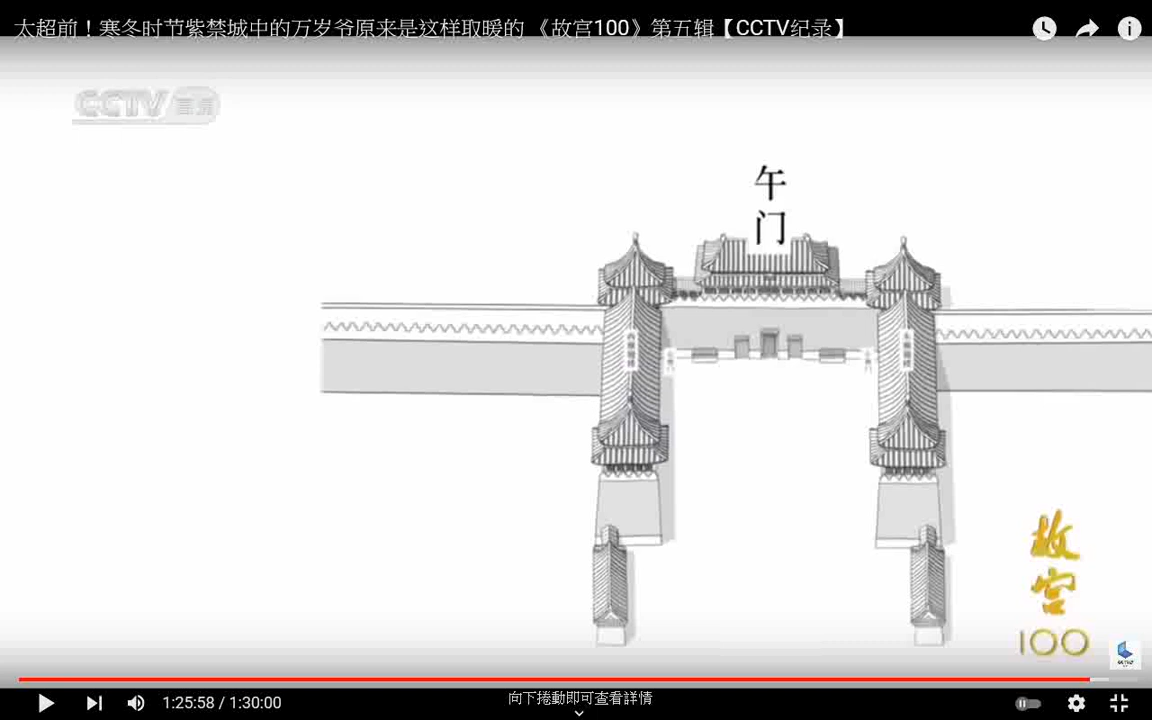 太超前！寒冬时节紫禁城中的万岁爷原来是这样取暖的 《故宫100》第五辑【CCTV纪录】
CCTV 高清
午
门
故
宫
100
1:25:58 / 1:30:00
向下捲動即可查看詳情